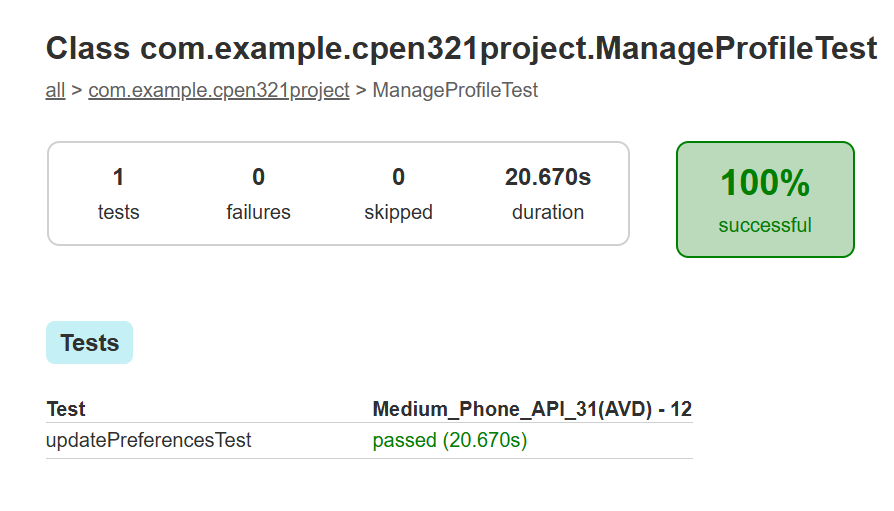 Class com.example.cpen321project.ManageProfileTest
all > com.example.cpen321project > ManageProfileTest
1 0 0 20.670s
tests failures skipped duration
100%
successful
Tests
Test Medium_Phone_API_31(AVD) - 12
updatePreferencesTest passed (20.670s)